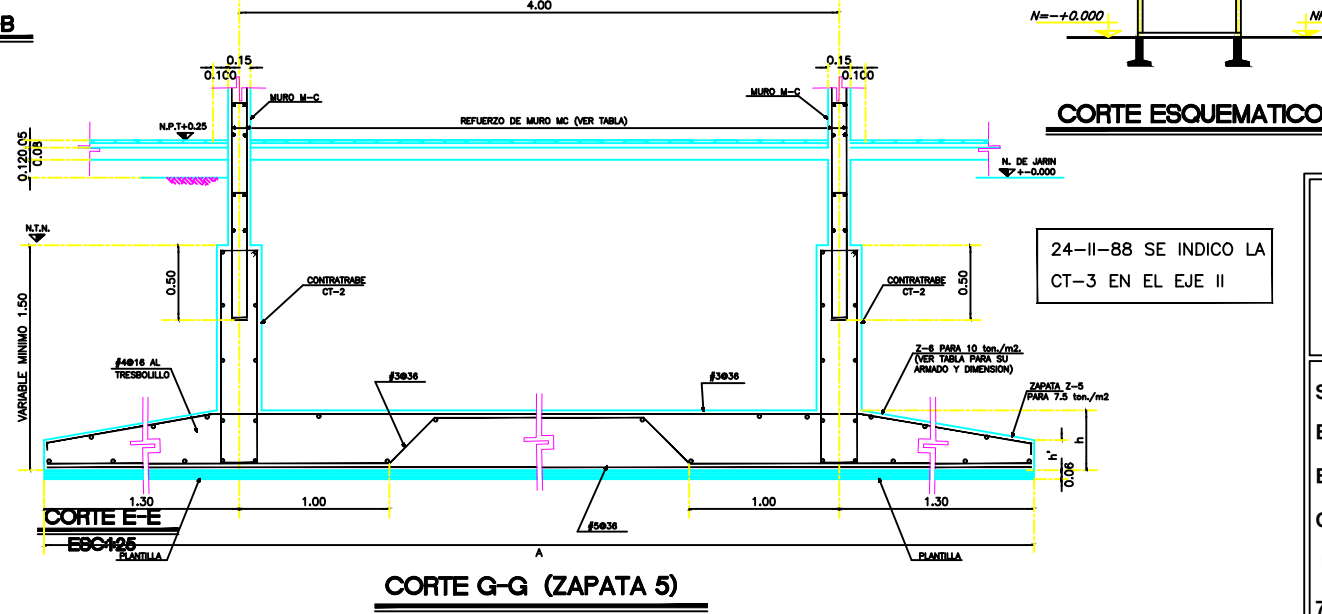 B
4.00
N=-+0.000
0.15
0.100
0.15
0.100
MURO M-C
MURO M-C
CORTE ESQUEMATICO
N.P.T+0.25
REFUERZO DE MURO MC (VER TABLA)
0.05
0.08
0.12
N. DE JARIN
+-0.000
N.T.N.
24-II-88 SE INDICO LA
CT-3 EN EL EJE II
0.50
CONTRATRABE
CT-2
CONTRATRABE
CT-2
0.50
VARIABLE MINIMO 1.50
#4@16 AL
TRESBOLILLO
#3@36
#3@36
Z-6 PARA 10 ton./m2.
(VER TABLA PARA SU
ARMADO Y DIMENSION)
ZAPATA Z-5
PARA 7.5 ton./m2
h
h'
0.06
1.30
1.00
1.00
1.30
CORTE E-E
ESC1:25
#5@36
PLANTILLA
A
PLANTILLA
CORTE G-G (ZAPATA 5)